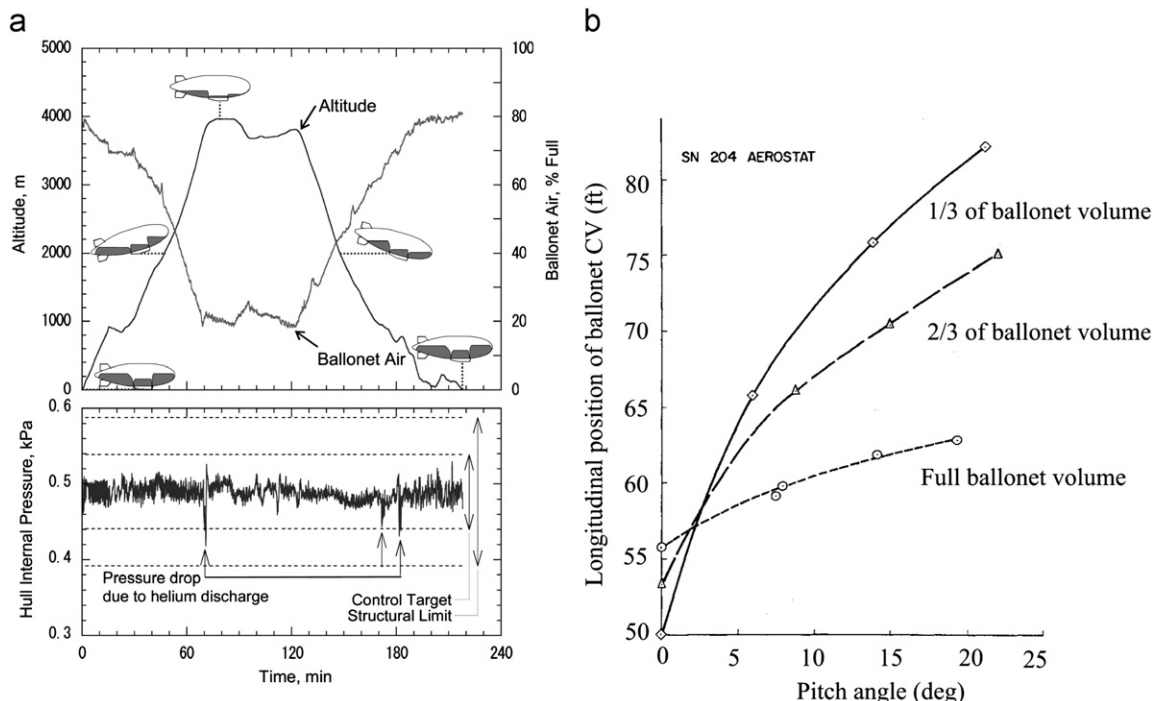 a
5000
4000
3000
2000
1000
0
Altitude, m
100
80
60
40
20
0
Ballonet Air, % Full
Altitude
Ballonet Air
0.6
0.5
0.4
0.3
Hull Internal Pressure, kPa
Pressure drop
due to helium discharge
Control Target
Structural Limit
0
60
120
180
240
Time, min
b
SN 204 AEROSTAT
80
75
70
65
60
55
50
Longitudinal position of ballonet CV (ft)
1/3 of ballonet volume
2/3 of ballonet volume
Full ballonet volume
0
5
10
15
20
25
Pitch angle (deg)